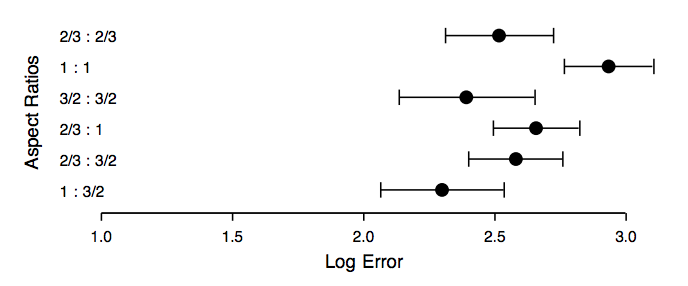 Aspect Ratios
2/3 : 2/3
1 : 1
3/2 : 3/2
2/3 : 1
2/3 : 3/2
1 : 3/2
1.0 1.5 2.0 2.5 3.0
Log Error